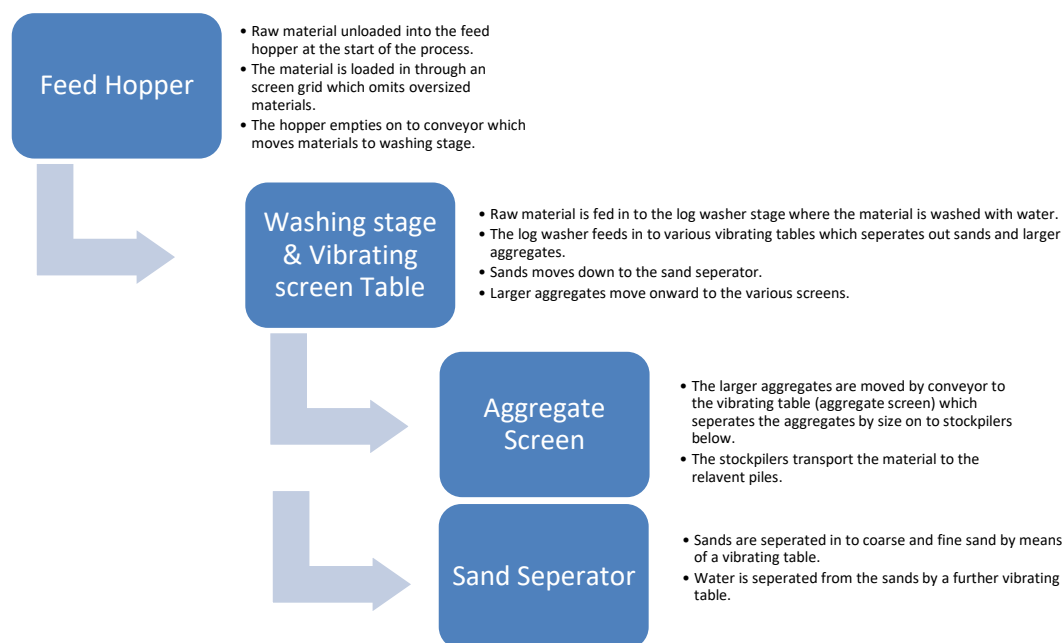 Feed Hopper
• Raw material unloaded into the feed
hopper at the start of the process.
• The material is loaded in through an
screen grid which omits oversized
materials.
• The hopper empties on to conveyor which
moves materials to washing stage.
Washing stage
& Vibrating
screen Table
• Raw material is fed in to the log washer stage where the material is washed with water.
• The log washer feeds in to various vibrating tables which seperates out sands and larger
aggregates.
• Sands moves down to the sand seperator.
• Larger aggregates move onward to the various screens.
Aggregate
Screen
• The larger aggregates are moved by conveyor to
the vibrating table (aggregate screen) which
seperates the aggregates by size on to stockpilers
below.
• The stockpilers transport the material to the
relavent piles.
Sand Seperator
• Sands are seperated in to coarse and fine sand by means
of a vibrating table.
• Water is seperated from the sands by a further vibrating
table.